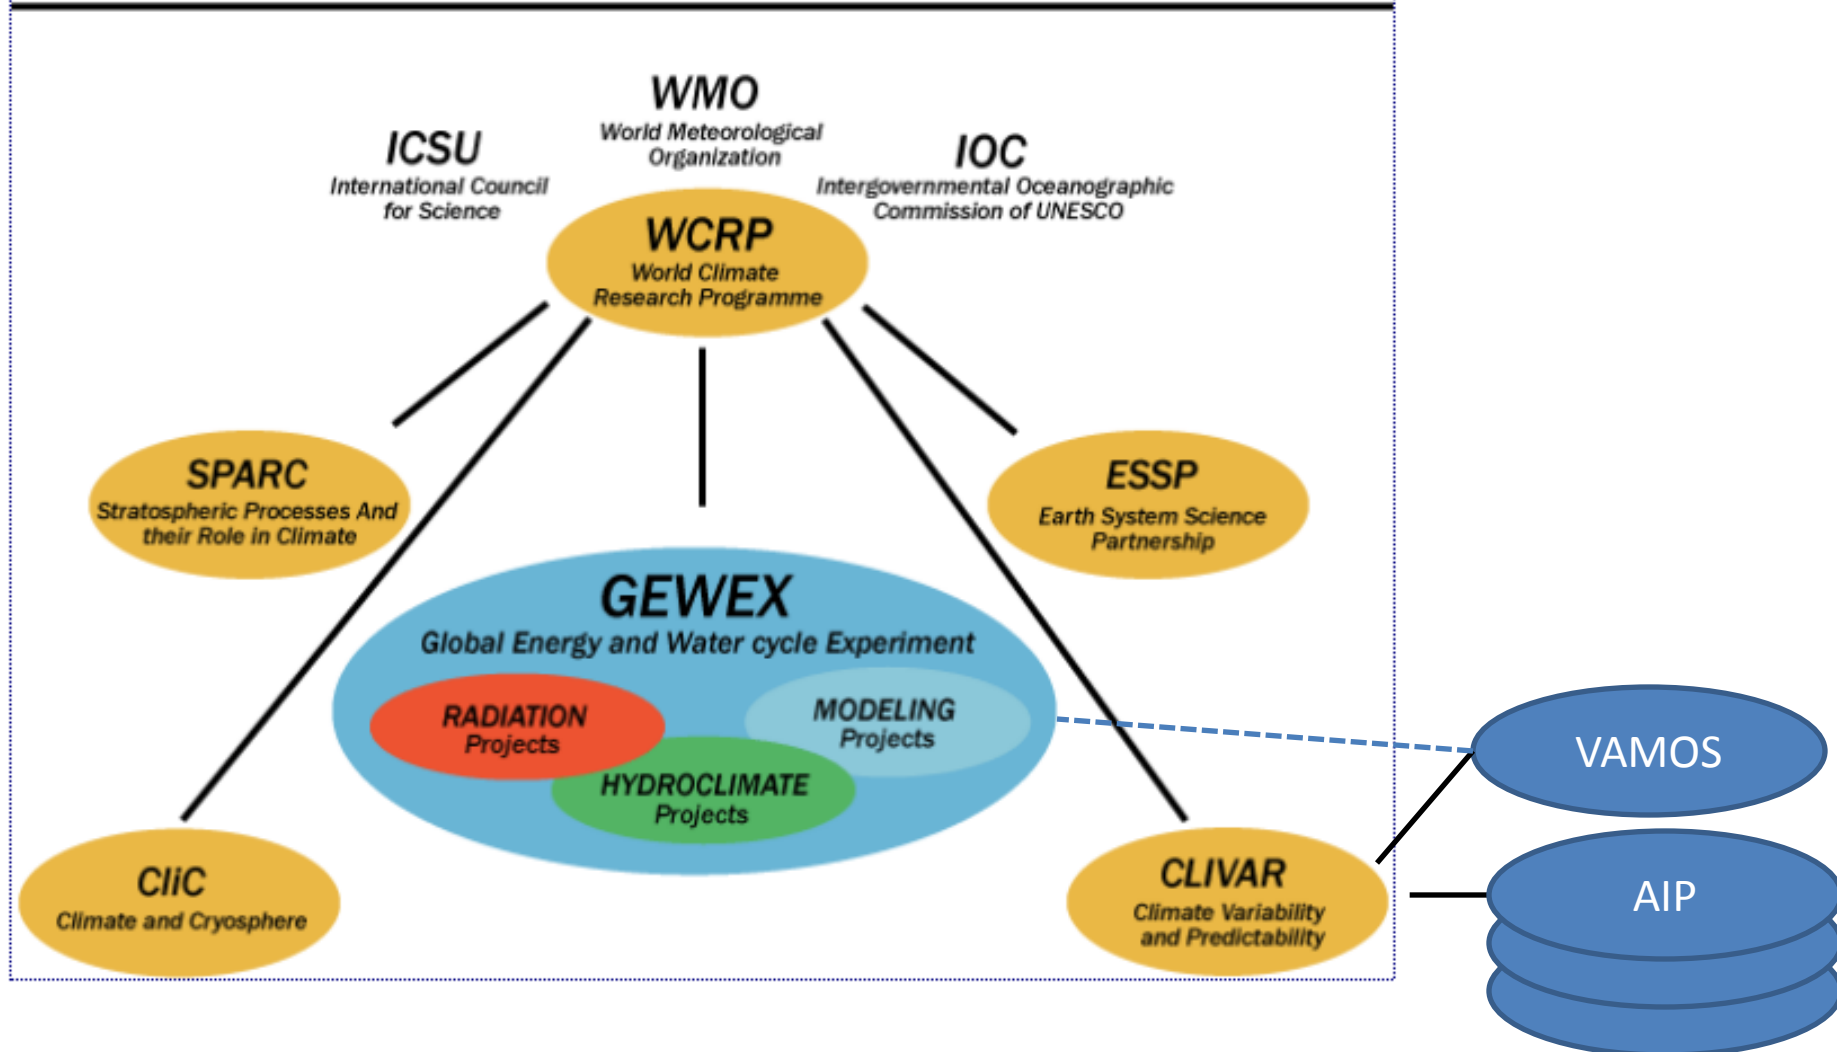 WMO
World Meteorological
Organization
ICSU
International Council
for Science
IOC
Intergovernmental Oceanographic
Commission of UNESCO
WCRP
World Climate
Research Programme
SPARC
Stratospheric Processes And
their Role in Climate
ESSP
Earth System Science
Partnership
GEWEX
Global Energy and Water cycle Experiment
RADIATION
Projects
MODELING
Projects
HYDROCLIMATE
Projects
VAMOS
CliC
Climate and Cryosphere
CLIVAR
Climate Variability
and Predictability
AIP